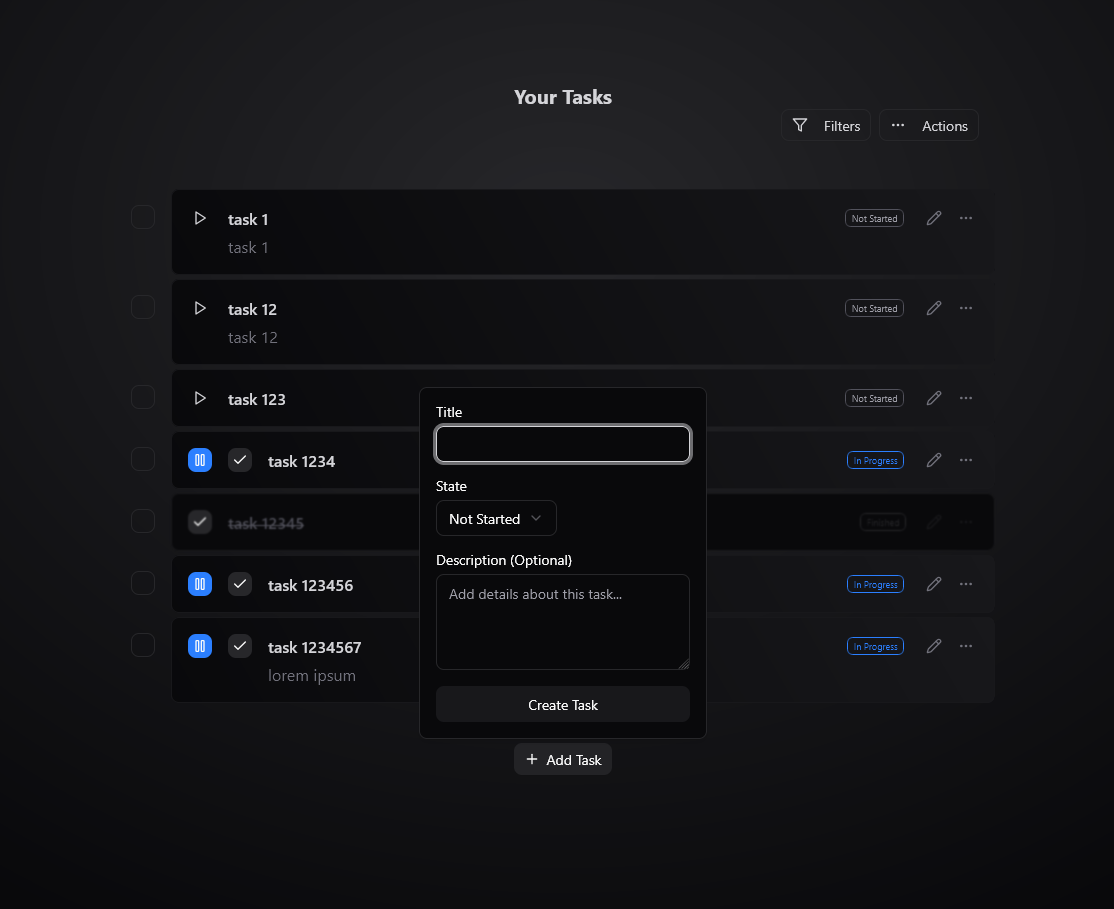 Your Tasks
Filters
Actions
task 1
Not Started
task 1
task 12
Not Started
task 12
task 123
Not Started
Title
task 1234
In Progress
State
Not Started
task 12345
Finished
Description (Optional)
Add details about this task...
task 123456
In Progress
task 1234567
In Progress
lorem ipsum
Create Task
Add Task